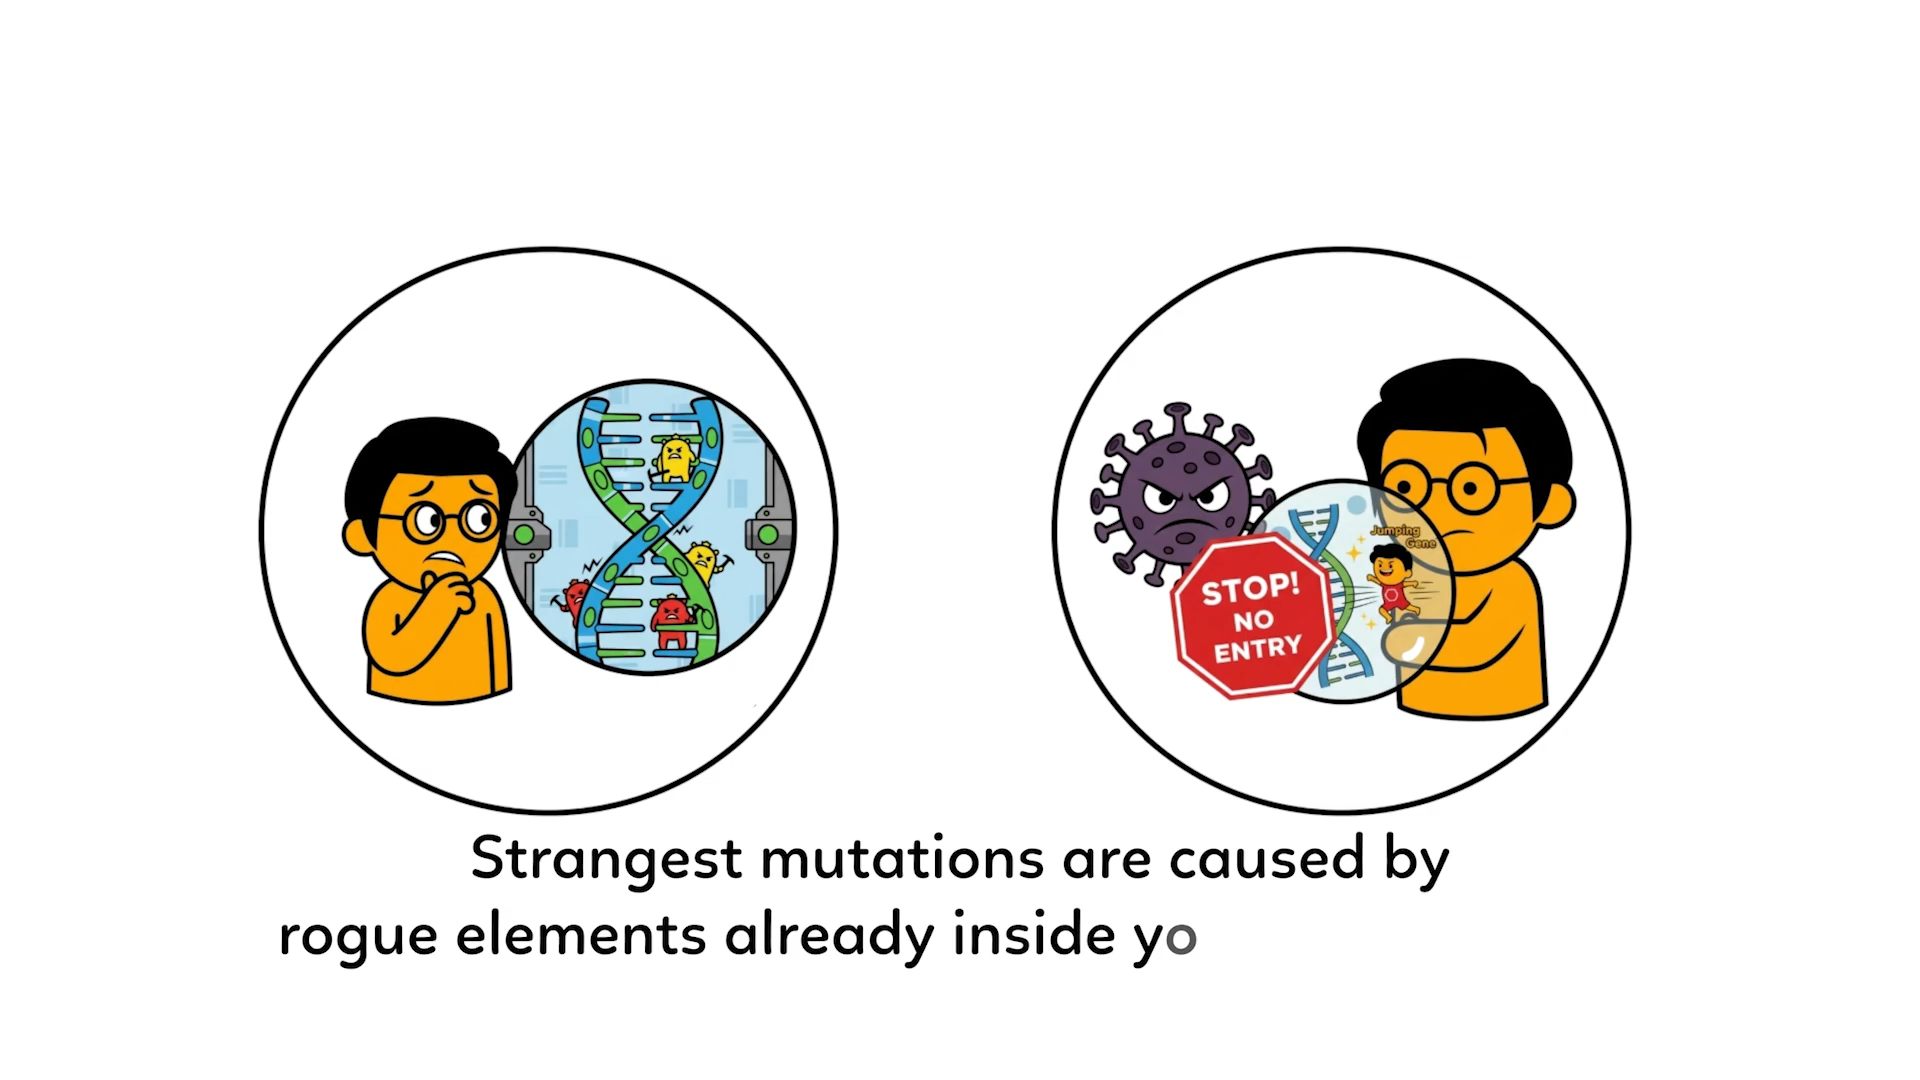 Jumping
Gene
STOP!
NO
ENTRY
Strangest mutations are caused by
rogue elements already inside yo